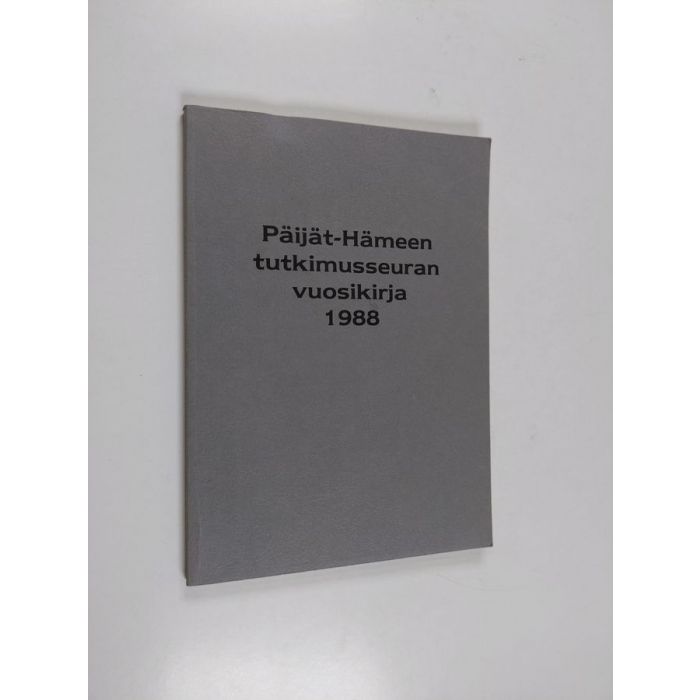 Päijät-Hämeen
tutkimusseuran
vuosikirja
1988